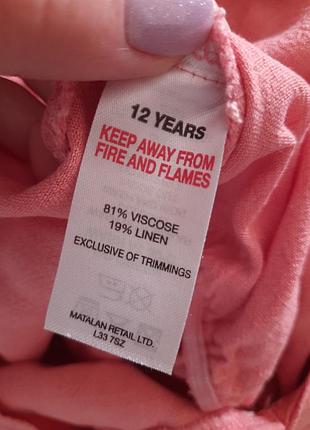 12 YEARS
KEEP AWAY FROM
FIRE AND FLAMES
81% VISCOSE
19% LINEN
EXCLUSIVE OF TRIMMINGS
MATALAN RETAIL LTD.
L33 7SZ